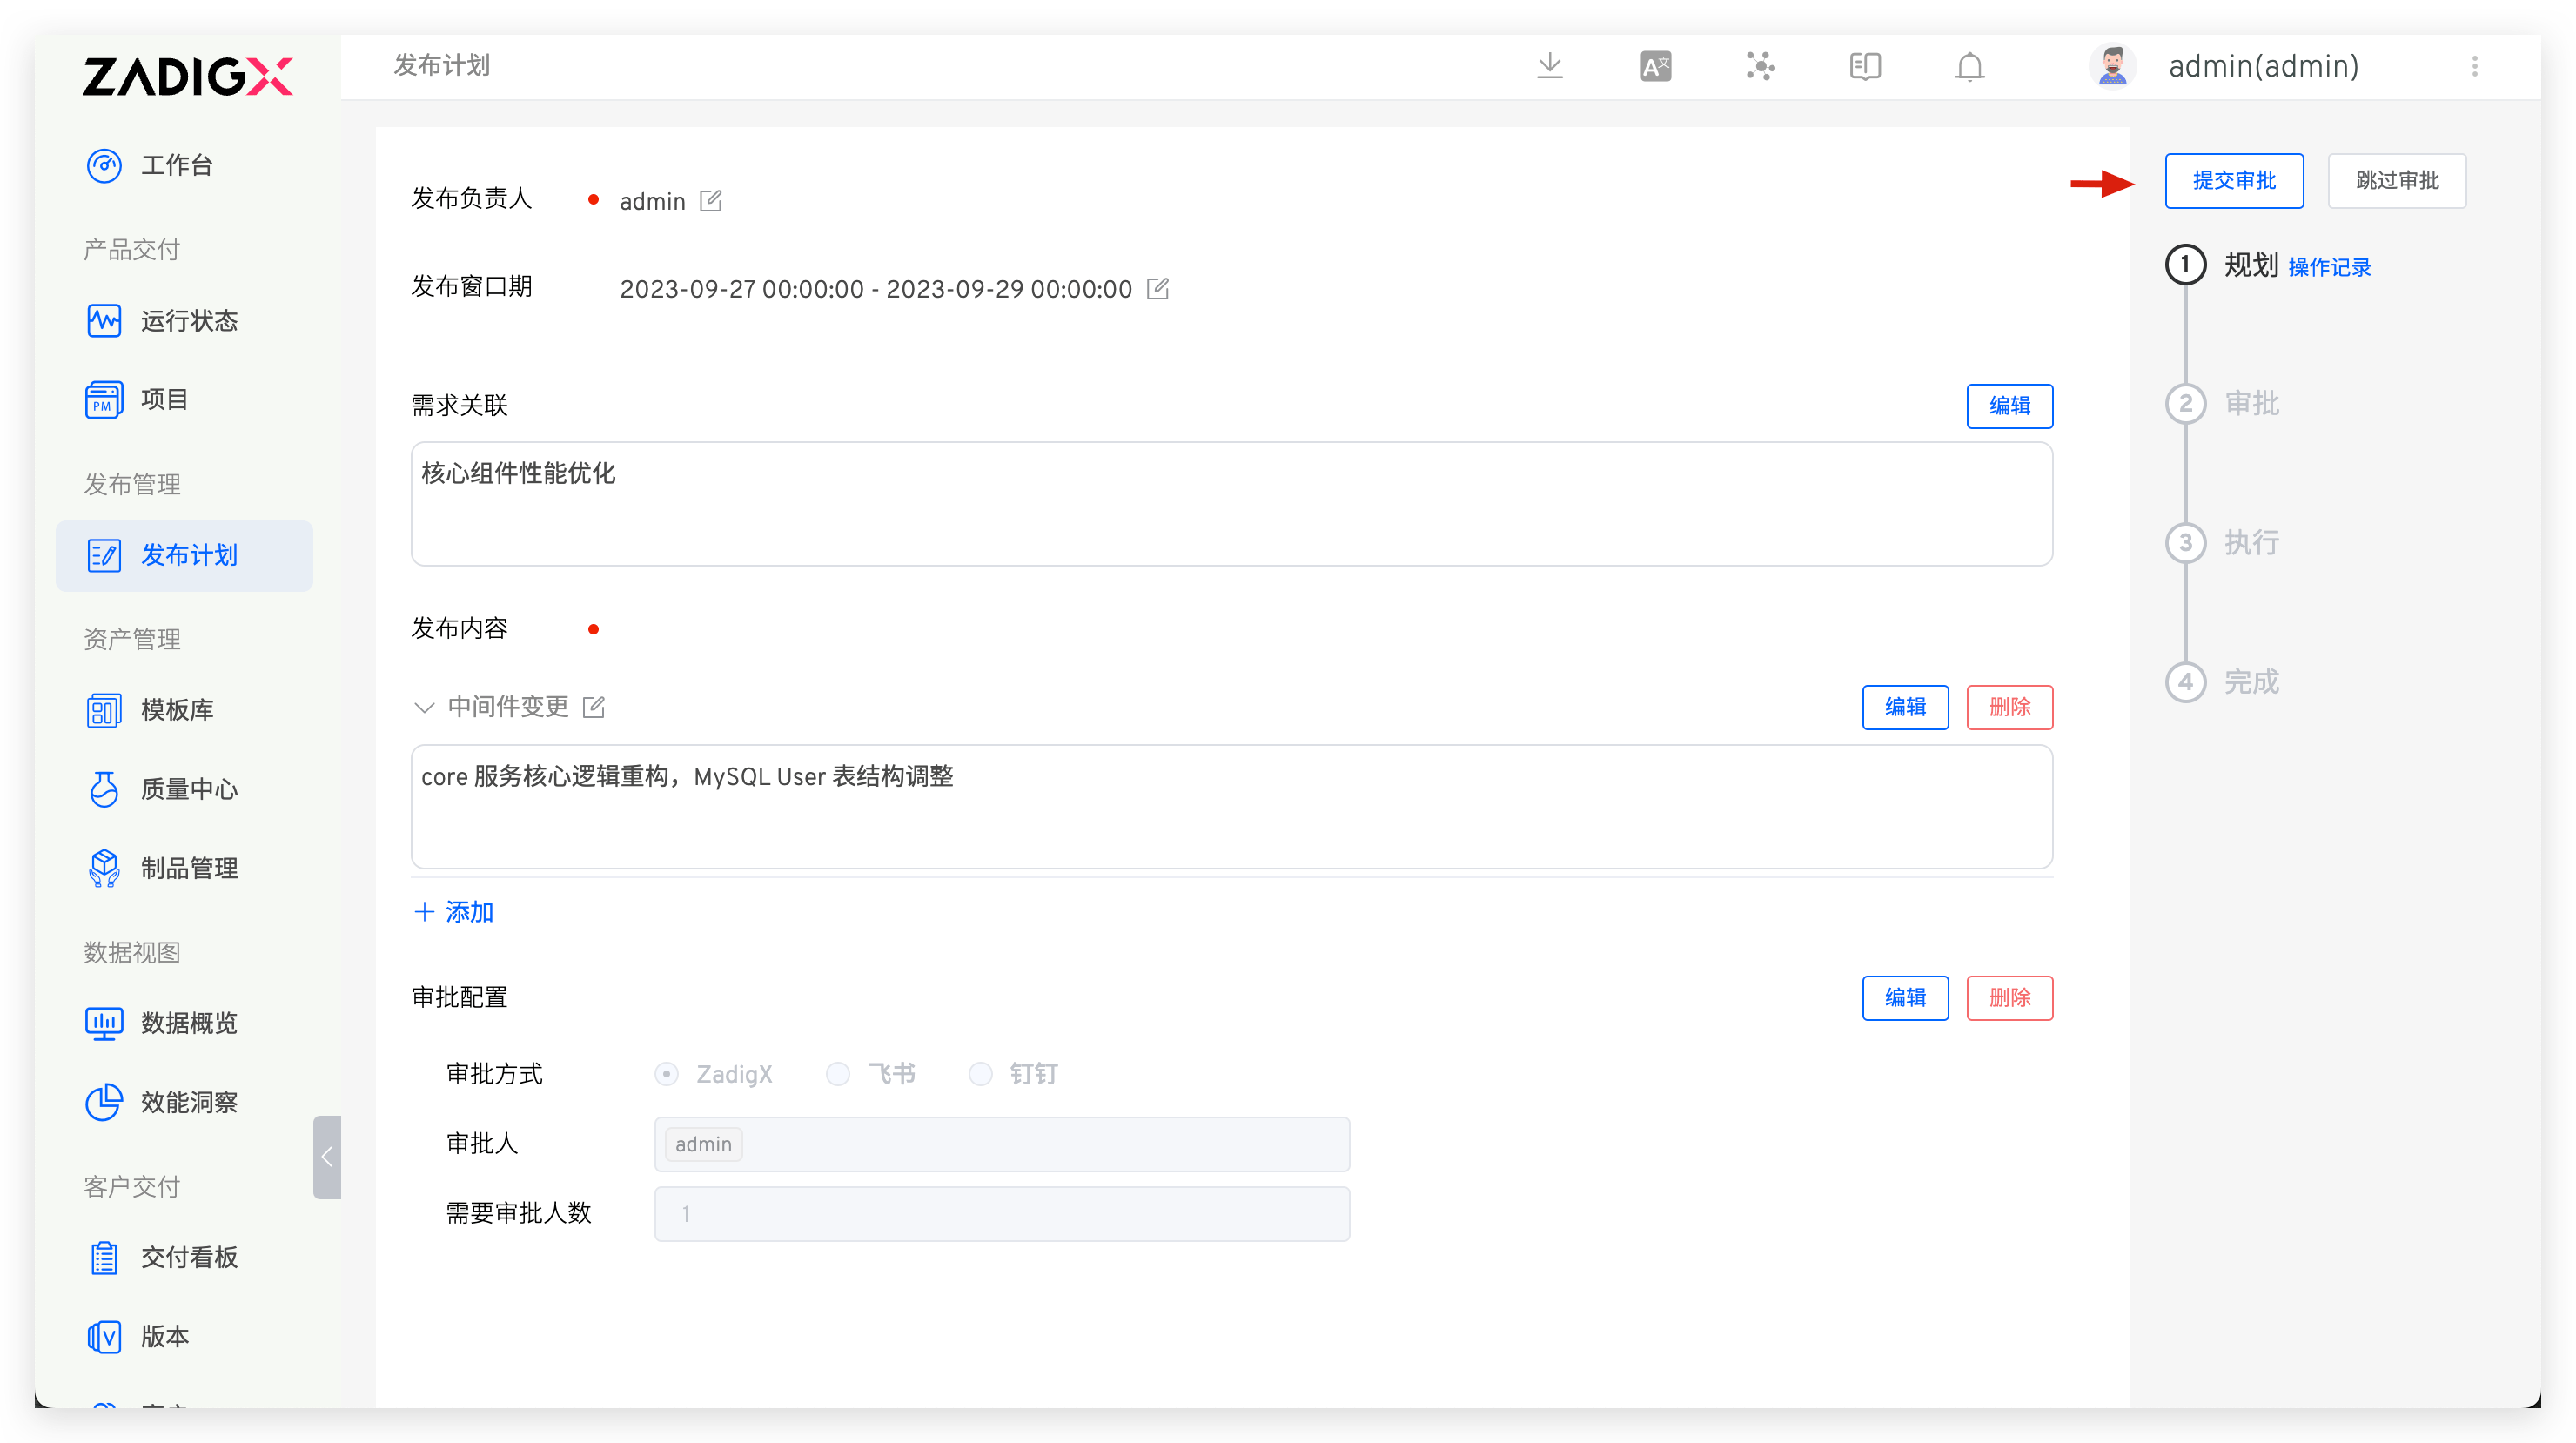 ZADIGX
工作台
产品交付
运行状态
项目
发布管理
发布计划
资产管理
模板库
质量中心
制品管理
数据视图
数据概览
效能洞察
客户交付
交付看板
版本
发布计划
admin(admin)
发布负责人 admin
发布窗口期 2023-09-27 00:00:00 - 2023-09-29 00:00:00
需求关联 编辑
核心组件性能优化
发布内容
中间件变更 编辑 删除
core 服务核心逻辑重构，MySQL User 表结构调整
添加
审批配置 编辑 删除
审批方式 ZadigX 飞书 钉钉
审批人 admin
需要审批人数 1
提交审批 跳过审批
1 规划 操作记录
2 审批
3 执行
4 完成